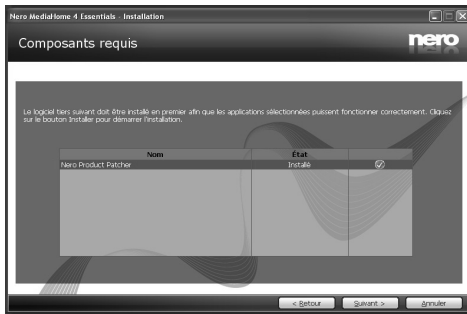 Nero MediaHome 4 Essentials - Installation
Composants requis
nero
Le logiciel tiers suivant doit être installé en premier afin que les applications sélectionnées puissent fonctionner correctement. Cliquez
sur le bouton Installer pour démarrer l'installation.
Nom État
Nero Product Patcher Installé
< Retour Suivant > Annuler